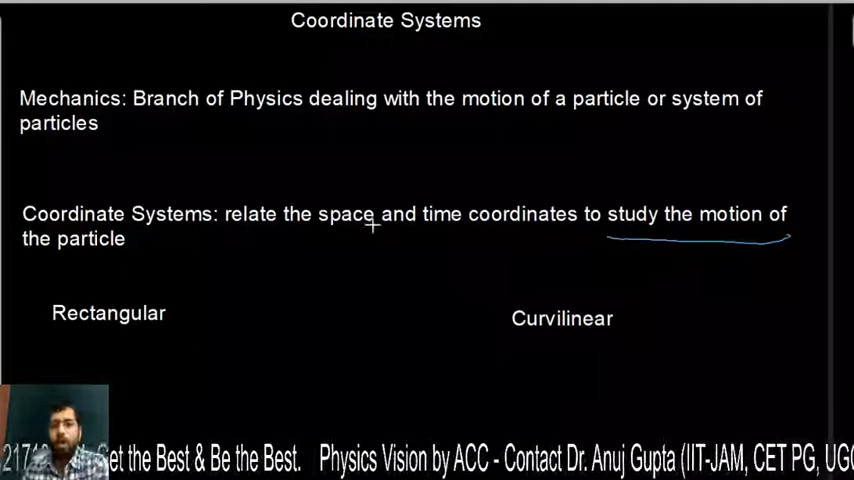 Coordinate Systems
Mechanics: Branch of Physics dealing with the motion of a particle or system of
particles
Coordinate Systems: relate the space and time coordinates to study the motion of
the particle
Rectangular
Curvilinear
the Best & Be the Best. Physics Vision by ACC - Contact Dr. Anuj Gupta (IIT-JAM, CET PG,